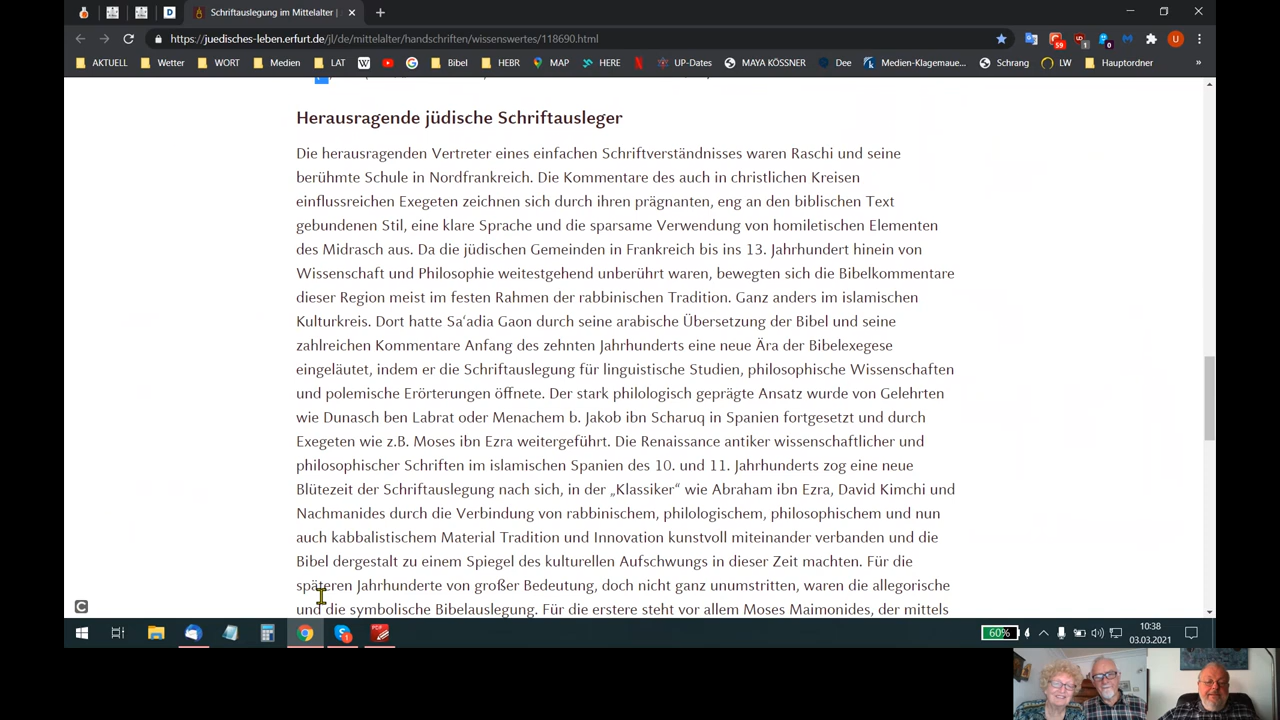 Schriftauslegung im Mittelalter |
https://juedisches-leben.erfurt.de/jl/de/mittelalter/handschriften/wissenswertes/118690.html
59
1
0
U
AKTUELL
Wetter
WORT
Medien
LAT
Bibel
HEBR
MAP
HERE
UP-Dates
MAYA KÖSSNER
Dee
Medien-Klagemaue...
Schrang
LW
Hauptordner
Herausragende jüdische Schriftausleger
Die herausragenden Vertreter eines einfachen Schriftverständnisses waren Raschi und seine
berühmte Schule in Nordfrankreich. Die Kommentare des auch in christlichen Kreisen
einflussreichen Exegeten zeichnen sich durch ihren prägnanten, eng an den biblischen Text
gebundenen Stil, eine klare Sprache und die sparsame Verwendung von homiletischen Elementen
des Midrasch aus. Da die jüdischen Gemeinden in Frankreich bis ins 13. Jahrhundert hinein von
Wissenschaft und Philosophie weitestgehend unberührt waren, bewegten sich die Bibelkommentare
dieser Region meist im festen Rahmen der rabbinischen Tradition. Ganz anders im islamischen
Kulturkreis. Dort hatte Sa‘adia Gaon durch seine arabische Übersetzung der Bibel und seine
zahlreichen Kommentare Anfang des zehnten Jahrhunderts eine neue Ära der Bibelexegese
eingeläutet, indem er die Schriftauslegung für linguistische Studien, philosophische Wissenschaften
und polemische Erörterungen öffnete. Der stark philologisch geprägte Ansatz wurde von Gelehrten
wie Dunasch ben Labrat oder Menachem b. Jakob ibn Scharuq in Spanien fortgesetzt und durch
Exegeten wie z.B. Moses ibn Ezra weitergeführt. Die Renaissance antiker wissenschaftlicher und
philosophischer Schriften im islamischen Spanien des 10. und 11. Jahrhunderts zog eine neue
Blütezeit der Schriftauslegung nach sich, in der „Klassiker“ wie Abraham ibn Ezra, David Kimchi und
Nachmanides durch die Verbindung von rabbinischem, philologischem, philosophischem und nun
auch kabbalistischem Material Tradition und Innovation kunstvoll miteinander verbanden und die
Bibel dergestalt zu einem Spiegel des kulturellen Aufschwungs in dieser Zeit machten. Für die
späteren Jahrhunderte von großer Bedeutung, doch nicht ganz unumstritten, waren die allegorische
und die symbolische Bibelauslegung. Für die erstere steht vor allem Moses Maimonides, der mittels
60%
10:38
03.03.2021